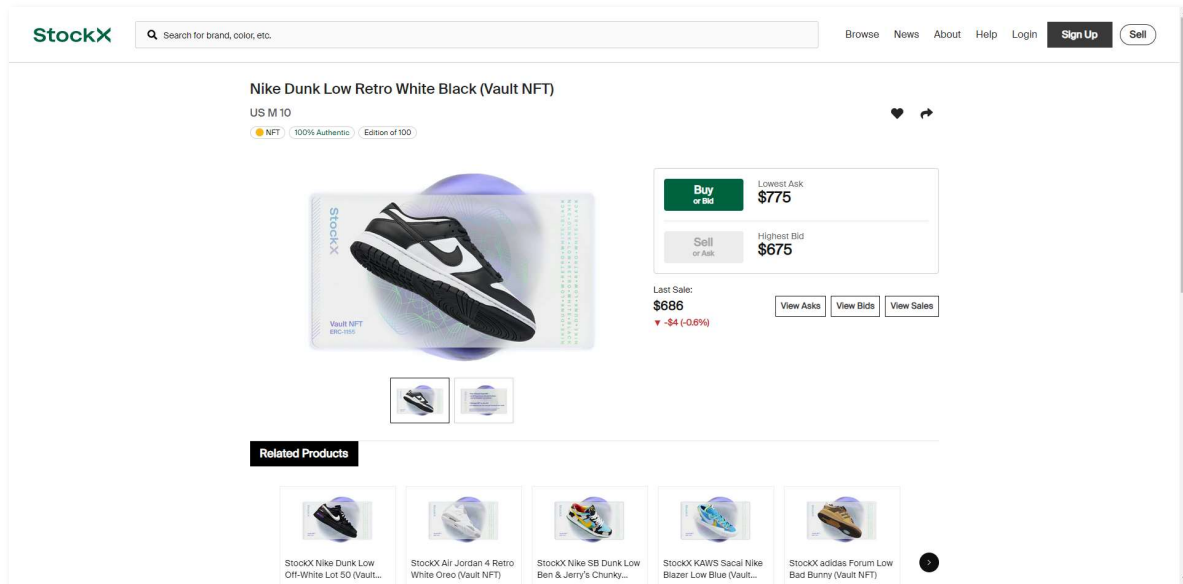 StockX
Search for brand, color, etc.
Browse News About Help Login Sign Up Sell
Nike Dunk Low Retro White Black (Vault NFT)
US M 10
NFT 100% Authentic Edition of 100
StockX
Vault NFT
ERC-1155
Buy
or Bid
Lowest Ask
$775
Sell
or Ask
Highest Bid
$675
Last Sale:
$686
▼ -$4 (-0.6%)
View Asks View Bids View Sales
Related Products
StockX Nike Dunk Low
Off-White Lot 50 (Vault...
StockX Air Jordan 4 Retro
White Oreo (Vault NFT)
StockX Nike SB Dunk Low
Ben & Jerry's Chunky...
StockX KAWS Sacai Nike
Blazer Low Blue (Vault...
StockX adidas Forum Low
Bad Bunny (Vault NFT)